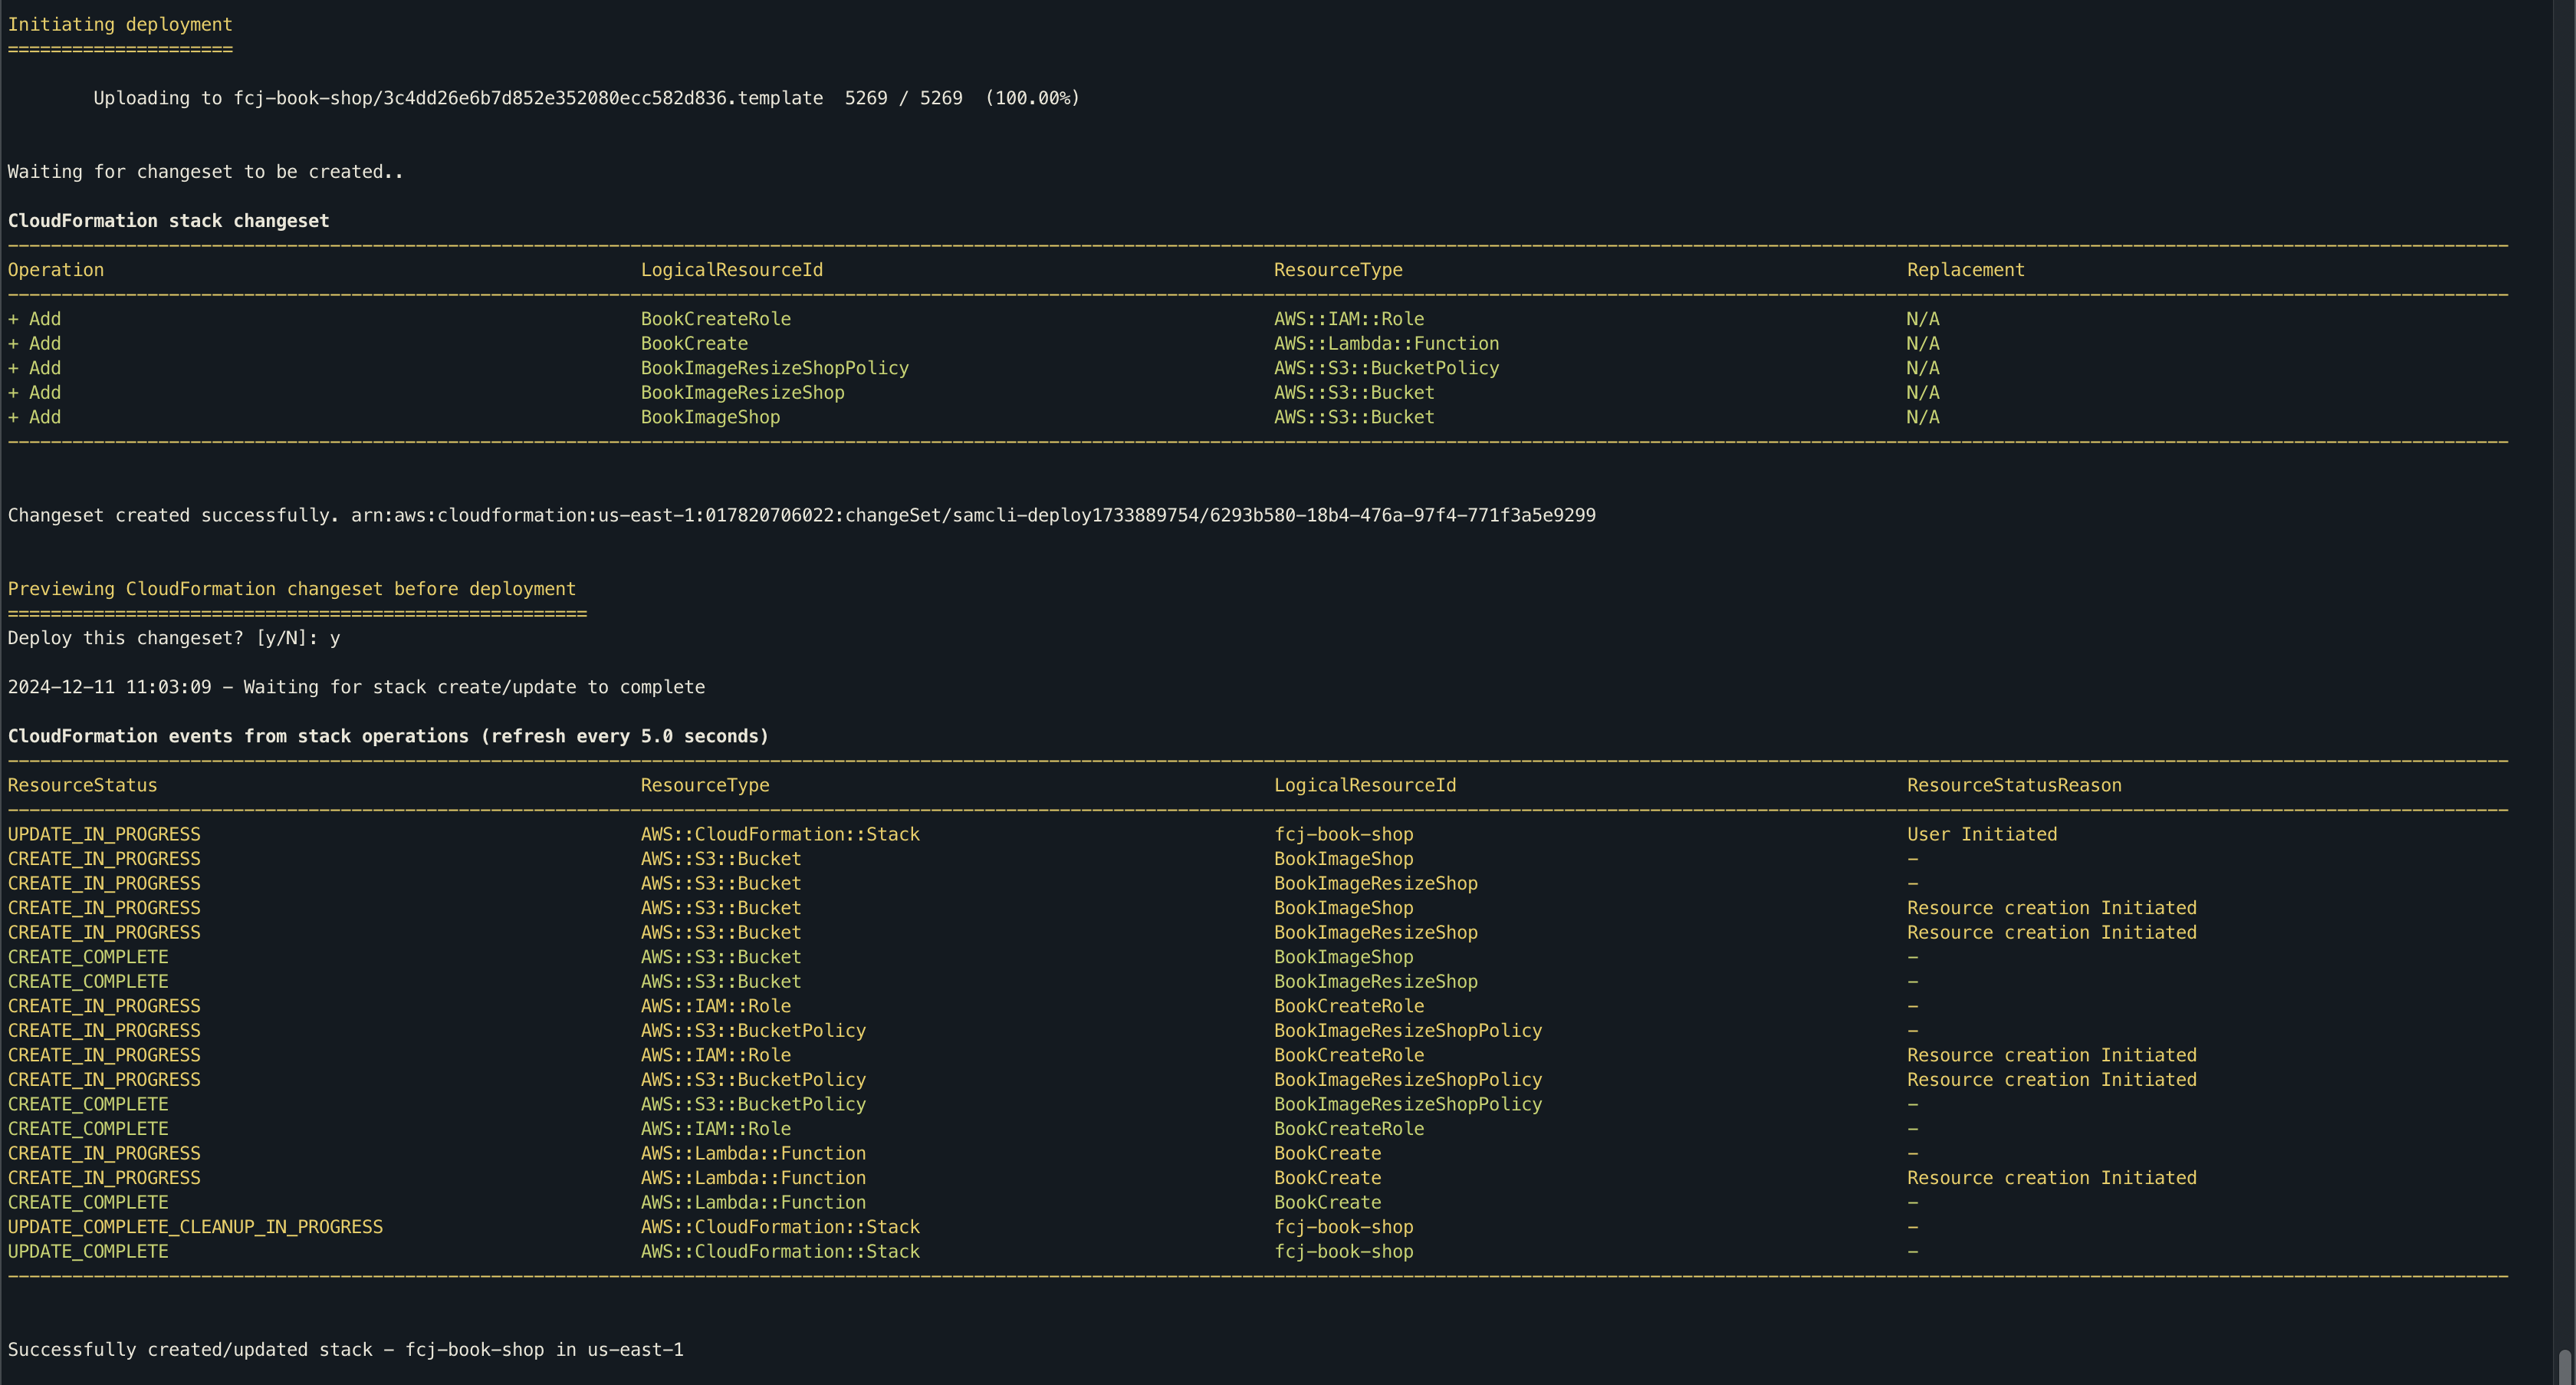 Initiating deployment
=====================
Uploading to fcj-book-shop/3c4dd26e6b7d852e352080ecc582d836.template  5269 / 5269  (100.00%)
Waiting for changeset to be created..
CloudFormation stack changeset
Operation LogicalResourceId ResourceType Replacement
+ Add BookCreateRole AWS::IAM::Role N/A
+ Add BookCreate AWS::Lambda::Function N/A
+ Add BookImageResizeShopPolicy AWS::S3::BucketPolicy N/A
+ Add BookImageResizeShop AWS::S3::Bucket N/A
+ Add BookImageShop AWS::S3::Bucket N/A
Changeset created successfully. arn:aws:cloudformation:us-east-1:017820706022:changeSet/samcli-deploy1733889754/6293b580-18b4-476a-97f4-771f3a5e9299
Previewing CloudFormation changeset before deployment
======================================================
Deploy this changeset? [y/N]: y
2024-12-11 11:03:09 - Waiting for stack create/update to complete
CloudFormation events from stack operations (refresh every 5.0 seconds)
ResourceStatus ResourceType LogicalResourceId ResourceStatusReason
UPDATE_IN_PROGRESS AWS::CloudFormation::Stack fcj-book-shop User Initiated
CREATE_IN_PROGRESS AWS::S3::Bucket BookImageShop -
CREATE_IN_PROGRESS AWS::S3::Bucket BookImageResizeShop -
CREATE_IN_PROGRESS AWS::S3::Bucket BookImageShop Resource creation Initiated
CREATE_IN_PROGRESS AWS::S3::Bucket BookImageResizeShop Resource creation Initiated
CREATE_COMPLETE AWS::S3::Bucket BookImageShop -
CREATE_COMPLETE AWS::S3::Bucket BookImageResizeShop -
CREATE_IN_PROGRESS AWS::IAM::Role BookCreateRole -
CREATE_IN_PROGRESS AWS::S3::BucketPolicy BookImageResizeShopPolicy -
CREATE_IN_PROGRESS AWS::IAM::Role BookCreateRole Resource creation Initiated
CREATE_IN_PROGRESS AWS::S3::BucketPolicy BookImageResizeShopPolicy Resource creation Initiated
CREATE_COMPLETE AWS::S3::BucketPolicy BookImageResizeShopPolicy -
CREATE_COMPLETE AWS::IAM::Role BookCreateRole -
CREATE_IN_PROGRESS AWS::Lambda::Function BookCreate -
CREATE_IN_PROGRESS AWS::Lambda::Function BookCreate Resource creation Initiated
CREATE_COMPLETE AWS::Lambda::Function BookCreate -
UPDATE_COMPLETE_CLEANUP_IN_PROGRESS AWS::CloudFormation::Stack fcj-book-shop -
UPDATE_COMPLETE AWS::CloudFormation::Stack fcj-book-shop -
Successfully created/updated stack - fcj-book-shop in us-east-1